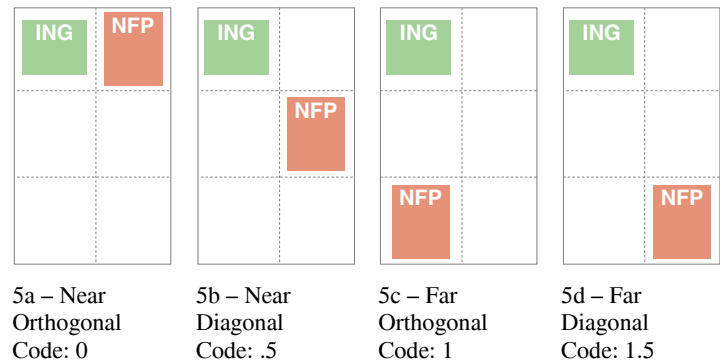 ING
NFP
ING
NFP
ING
NFP
ING
NFP
5a – Near
Orthogonal
Code: 0
5b – Near
Diagonal
Code: .5
5c – Far
Orthogonal
Code: 1
5d – Far
Diagonal
Code: 1.5